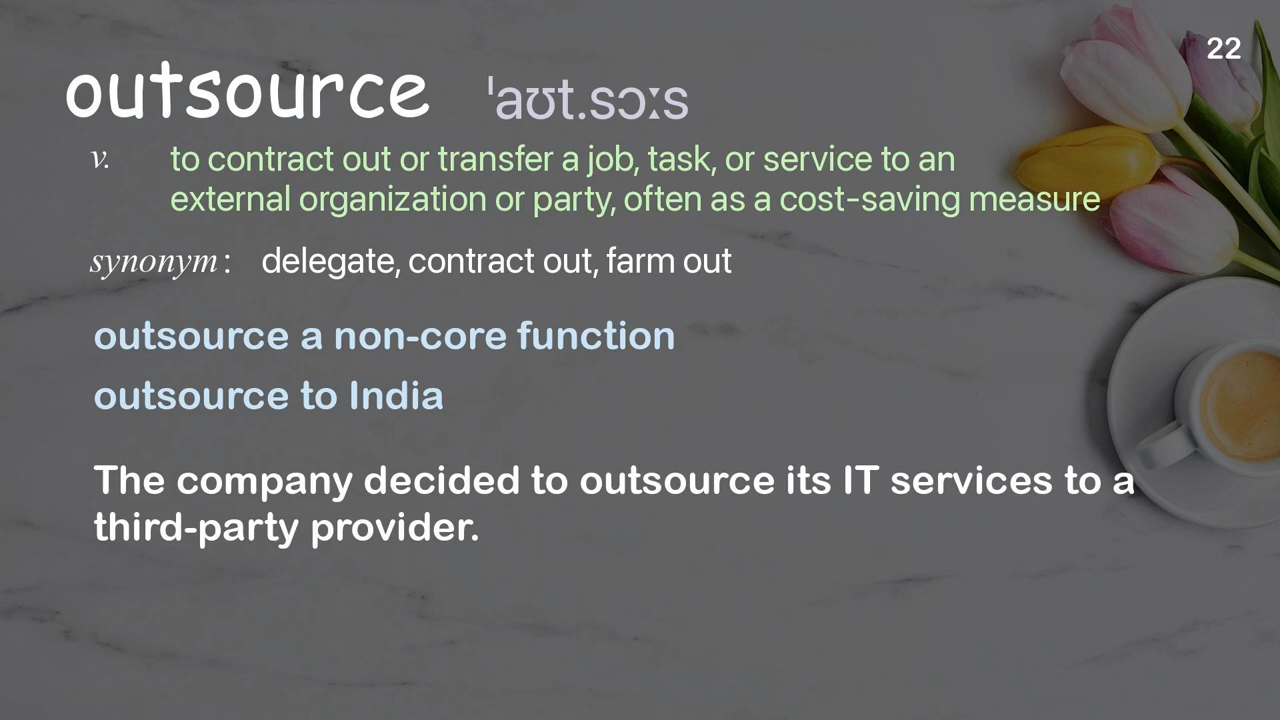 22
outsource ˈaʊt.sɔːs
v. to contract out or transfer a job, task, or service to an
external organization or party, often as a cost-saving measure
synonym : delegate, contract out, farm out
outsource a non-core function
outsource to India
The company decided to outsource its IT services to a
third-party provider.